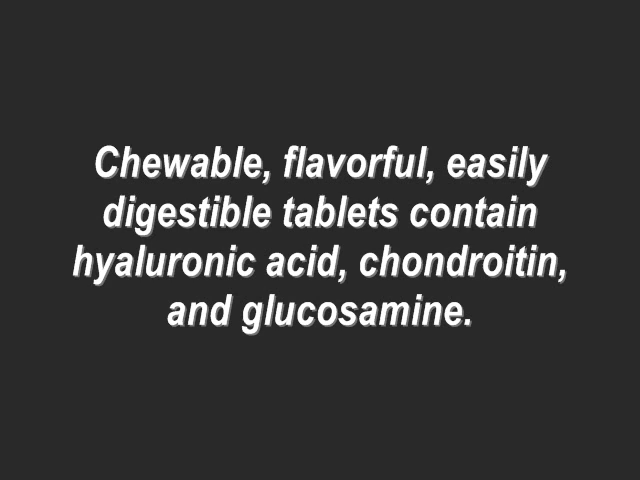 Chewable, flavorful, easily
digestible tablets contain
hyaluronic acid, chondroitin,
and glucosamine.